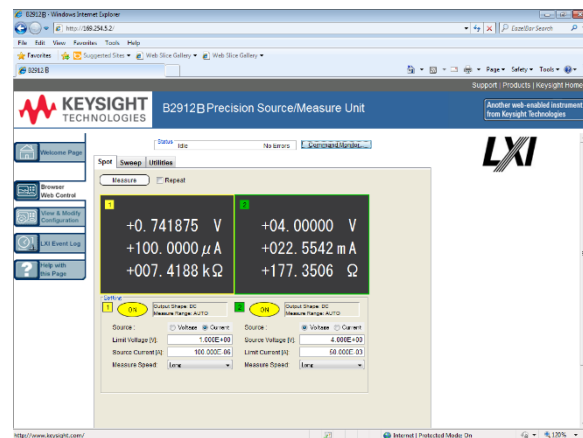 B2912B - Windows Internet Explorer
http://169.254.5.2/
File Edit View Favorites Tools Help
Favorites Suggested Sites Web Slice Gallery Web Slice Gallery
B2912B
Page Safety Tools
Support | Products | Keysight Home
KEYSIGHT
TECHNOLOGIES
B2912B Precision Source/Measure Unit
Another web-enabled instrument
from Keysight Technologies
Status
Idle No Errors Command Monitor...
LXI
Welcome Page
Spot Sweep Utilities
Measure Repeat
Browser
Web Control
View & Modify
Configuration
LXI Event Log
Help with
this Page
1
+0. 741875 V
+100. 0000 μA
+007. 4188 kΩ
2
+04. 00000 V
+022. 5542 mA
+177. 3506 Ω
Setting
1 ON Output Shape: DC
Measure Range: AUTO
Source : Voltage Current
Limit Voltage [V]: 1.000E+00
Source Current [A]: 100.000E-06
Measure Speed: Long
2 ON Output Shape: DC
Measure Range: AUTO
Source : Voltage Current
Source Voltage [V]: 4.000E+00
Limit Current [A]: 60.000E-03
Measure Speed: Long
http://www.keysight.com/
Internet | Protected Mode: On
120%